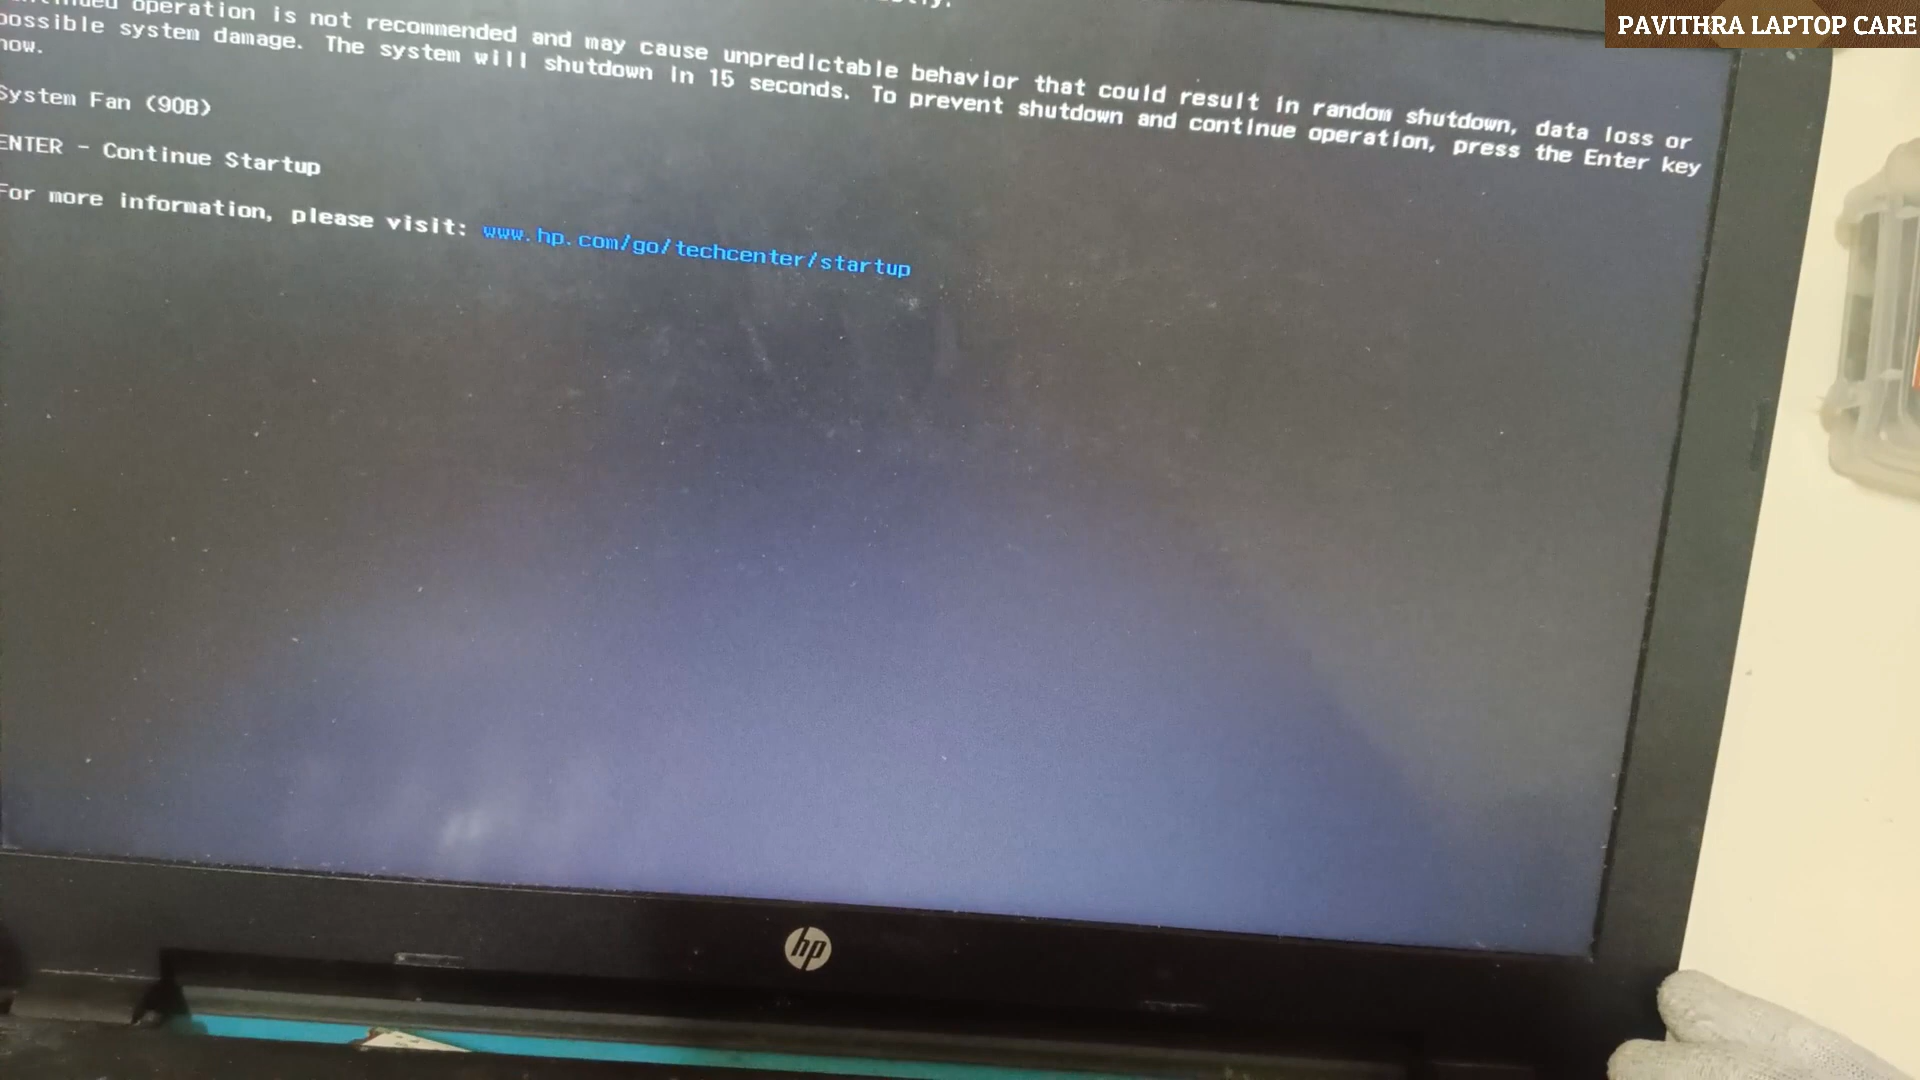 PAVITHRA LAPTOP CARE
operation is not recommended and may cause unpredictable behavior that could result in random shutdown, data loss or
possible system damage. The system will shutdown in 15 seconds. To prevent shutdown and continue operation, press the Enter key
now.
System Fan (90B)
ENTER - Continue Startup
For more information, please visit: www.hp.com/go/techcenter/startup
hp